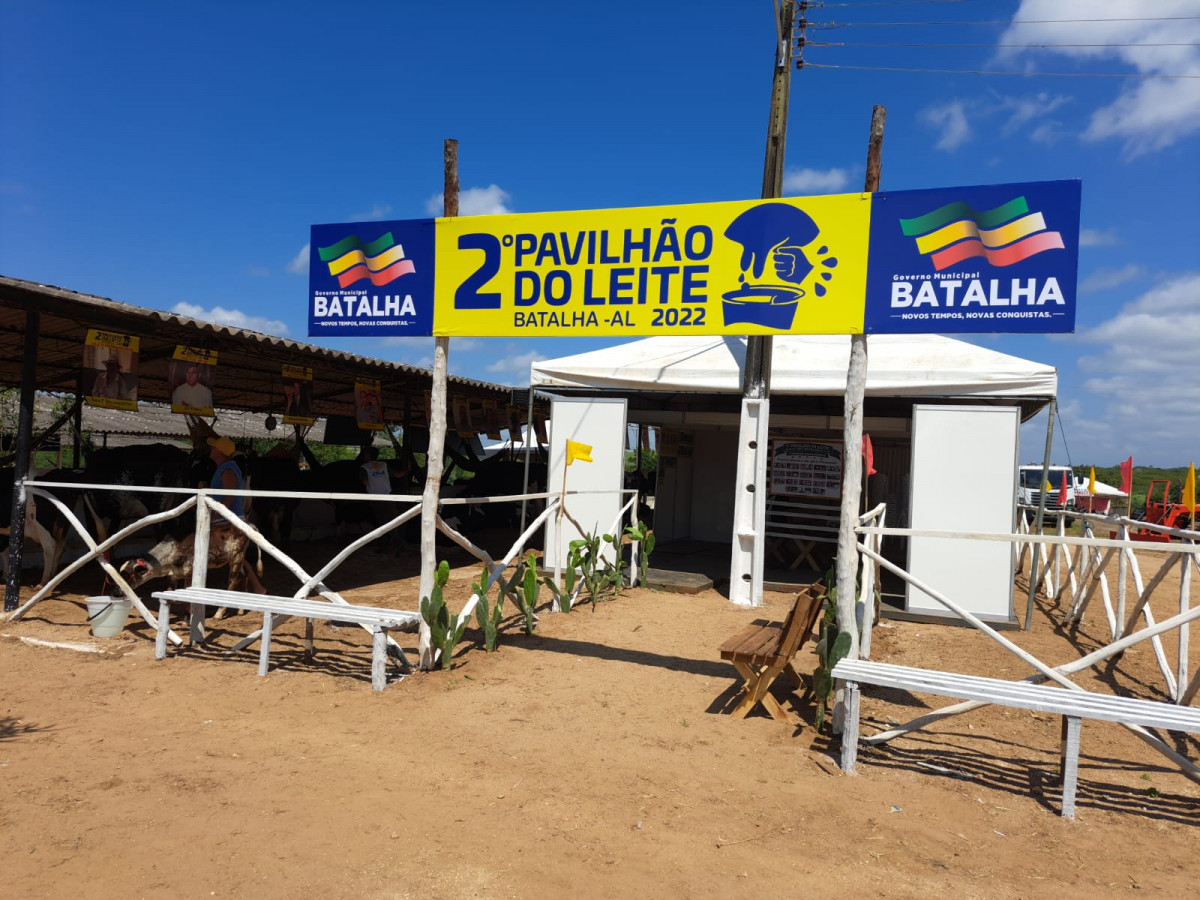 Governo Municipal
BATALHA
NOVOS TEMPOS, NOVAS CONQUISTAS.
2º PAVILHÃO
DO LEITE
BATALHA -AL 2022
Governo Municipal
BATALHA
NOVOS TEMPOS, NOVAS CONQUISTAS.